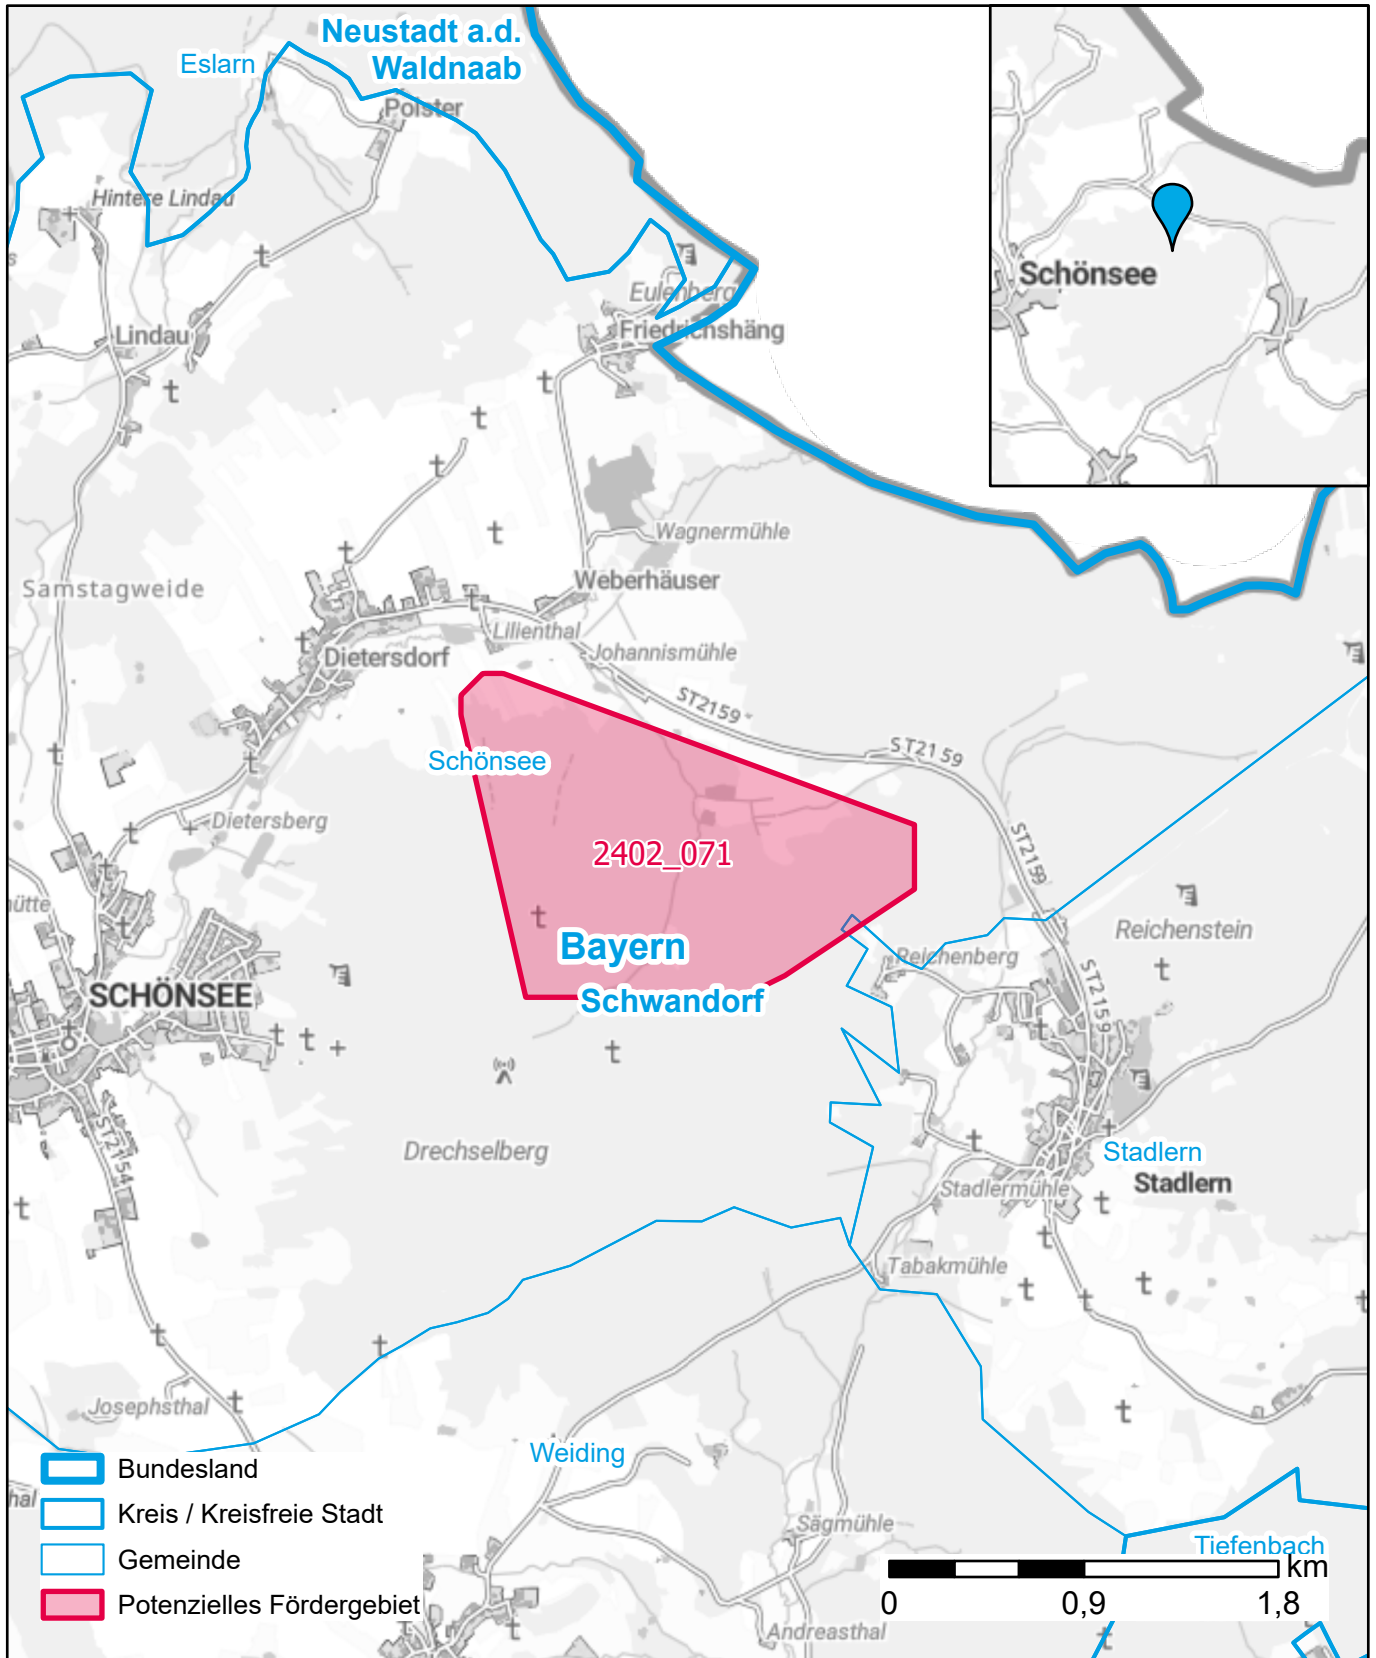 Neustadt a.d.
Waldnaab
Eslarn
Polster
Hintere Lindau
s
Eulenberg
Friedrichshäng
Lindau
Schönsee
Wagnermühle
Weberhäuser
Samstagweide
Lilienthal
Johannismühle
Dietersdorf
ST2159
ST2159
Schönsee
Dietersberg
2402_071
ST2159
ütte
Reichenstein
Bayern
Reichenberg
SCHÖNSEE
Schwandorf
ST2159
ST2154
Drechselberg
Stadlern
Stadlern
Stadlermühle
Tabakmühle
Josephsthal
Weiding
Bundesland
hal
Kreis / Kreisfreie Stadt
Sägmühle
Gemeinde
Tiefenbach
km
Potenzielles Fördergebiet
0 0,9 1,8
Andreasthal